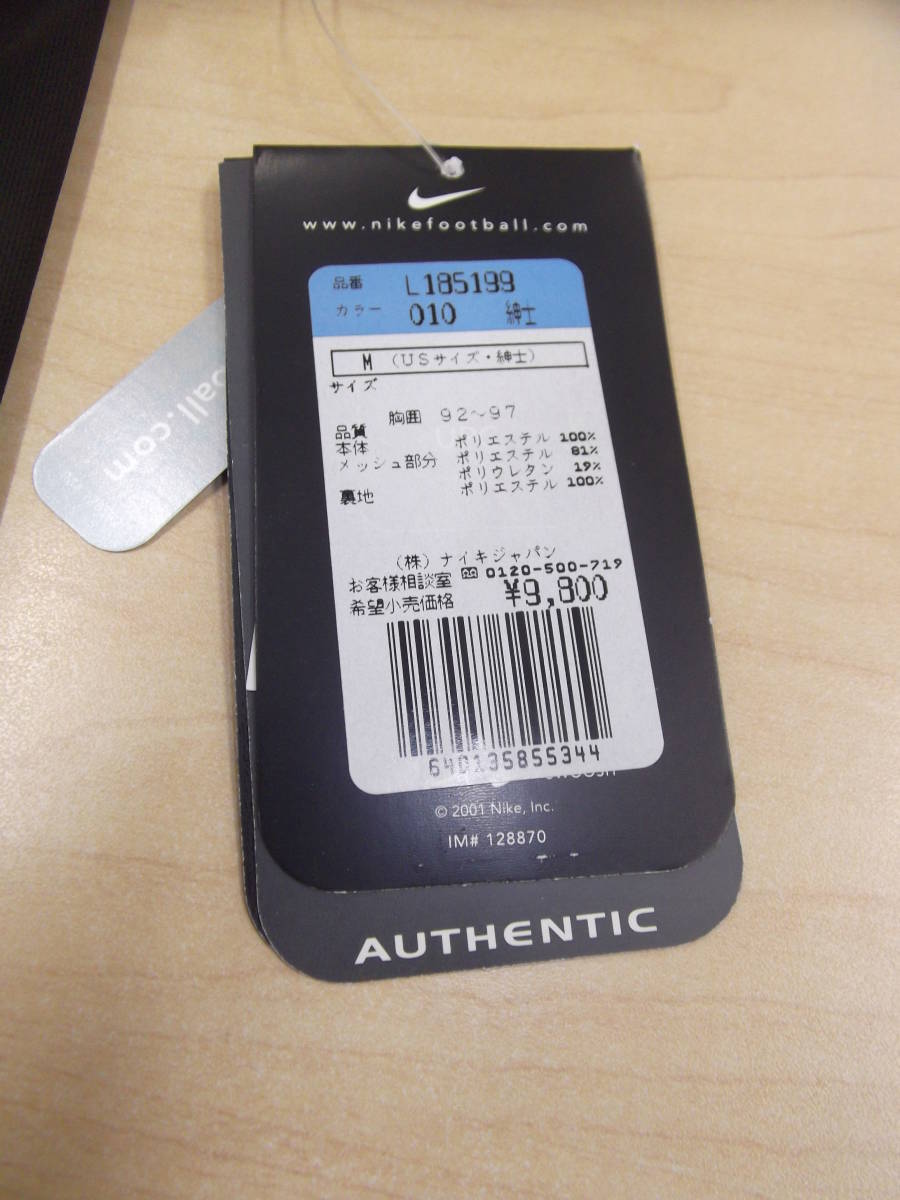 www.nikefootball.com
品番 L185199
カラー 010 紳士
M (USサイズ・紳士)
サイズ
胸囲 92～97
品質
本体 ポリエステル 100%
メッシュ部分 ポリエステル 81%
ポリウレタン 19%
裏地 ポリエステル 100%
(株)ナイキジャパン
お客様相談室 0120-500-719
希望小売価格 ¥9,800
© 2001 Nike, Inc.
IM# 128870
AUTHENTIC
ball.com